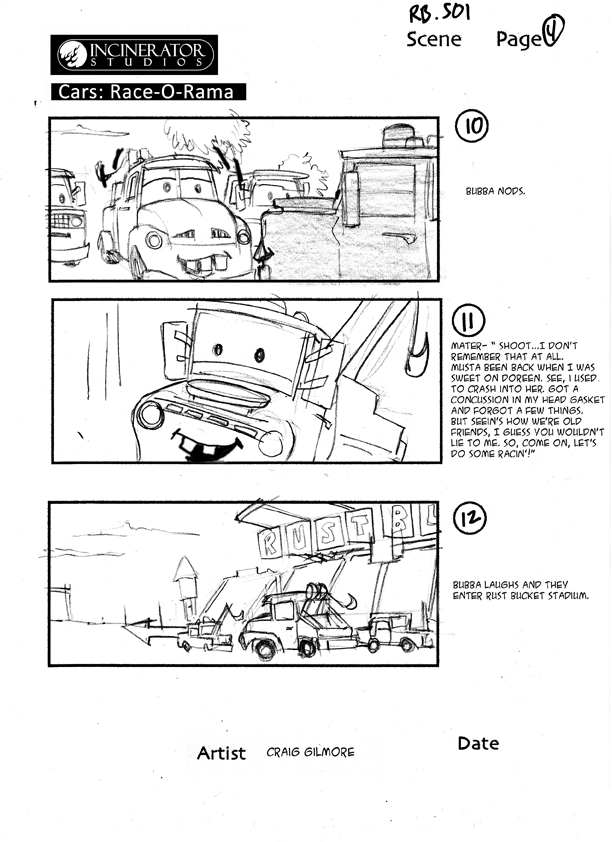 RB.501
Scene Page 4
INCINERATOR
STUDIOS
Cars: Race-O-Rama
10
BUBBA NODS.
11
MATER- " SHOOT...I DON'T
REMEMBER THAT AT ALL.
MUSTA BEEN BACK WHEN I WAS
SWEET ON DOREEN. SEE, I USED
TO CRASH INTO HER. GOT A
CONCUSSION IN MY HEAD GASKET
AND FORGOT A FEW THINGS.
BUT SEEIN'S HOW WE'RE OLD
FRIENDS, I GUESS YOU WOULDN'T
LIE TO ME. SO, COME ON, LET'S
DO SOME RACIN'!"
12
RUST BU
BUBBA LAUGHS AND THEY
ENTER RUST BUCKET STADIUM.
Artist CRAIG GILMORE
Date